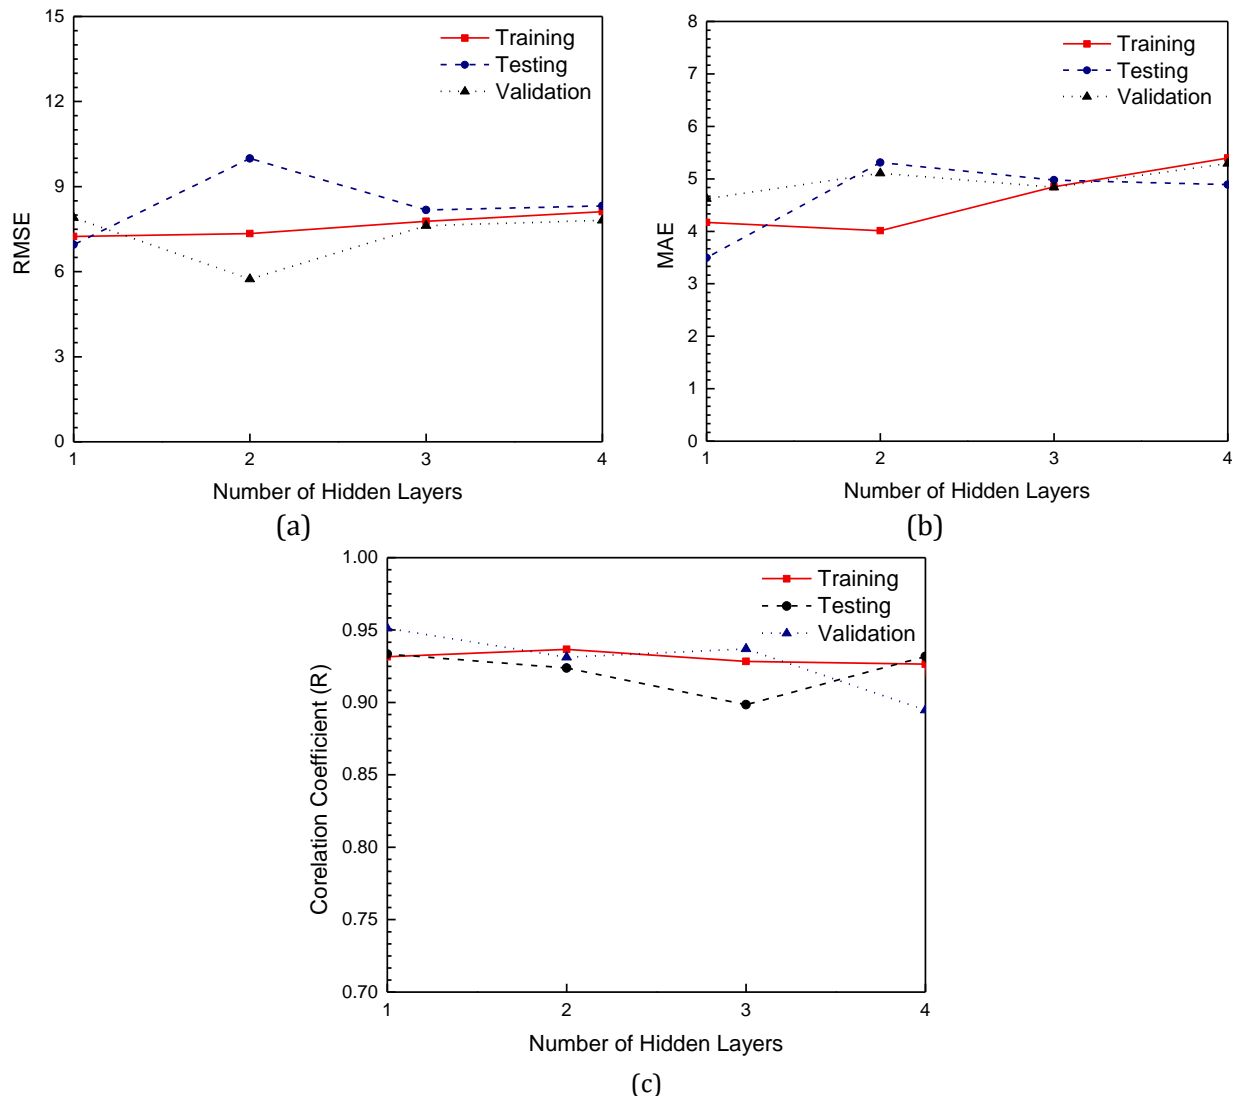 15
12
9
6
3
0
RMSE
Training
Testing
Validation
1
2
3
4
Number of Hidden Layers
(a)
8
7
6
5
4
3
2
1
0
MAE
Training
Testing
Validation
1
2
3
4
Number of Hidden Layers
(b)
1.00
0.95
0.90
0.85
0.80
0.75
0.70
Corelation Coefficient (R)
Training
Testing
Validation
1
2
3
4
Number of Hidden Layers
(c)